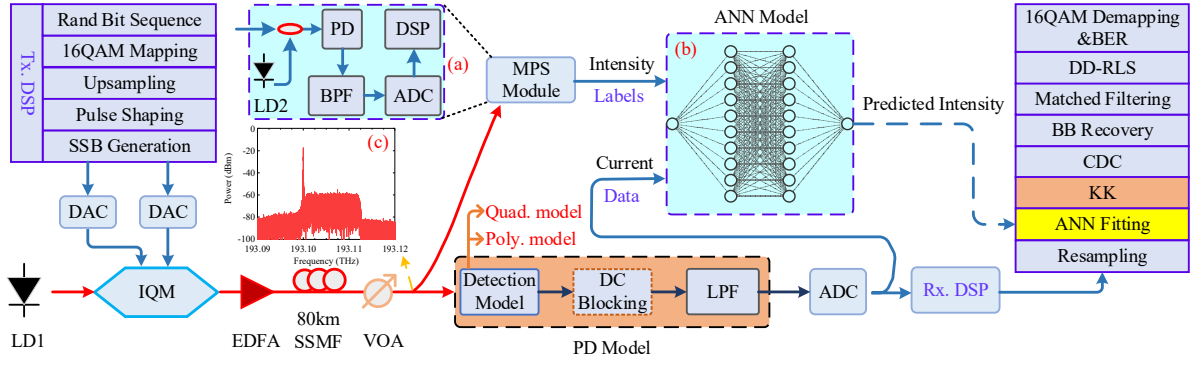 Tx. DSP
Rand Bit Sequence
16QAM Mapping
Upsampling
Pulse Shaping
SSB Generation
DAC
DAC
LD1
IQM
EDFA
80km
SSMF
VOA
(a)
LD2
PD
BPF
ADC
DSP
(c)
Power (dBm)
0
-20
-40
-60
-80
-100
193.09
193.10
193.11
193.12
Frequency (THz)
MPS
Module
Intensity
Labels
Current
Data
ANN Model
(b)
Predicted Intensity
Quad. model
Poly. model
Detection
Model
DC
Blocking
LPF
PD Model
ADC
Rx. DSP
16QAM Demapping
&BER
DD-RLS
Matched Filtering
BB Recovery
CDC
KK
ANN Fitting
Resampling